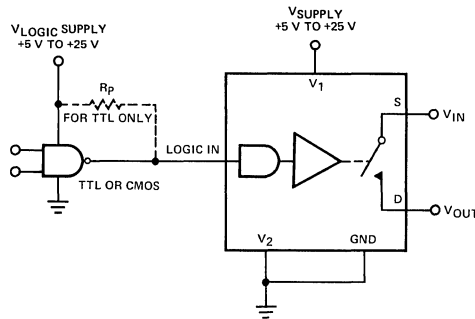 VLOGIC SUPPLY
+5 V TO +25 V
VSUPPLY
+5 V TO +25 V
RP
FOR TTL ONLY
V1
S
VIN
LOGIC IN
TTL OR CMOS
D
VOUT
V2
GND